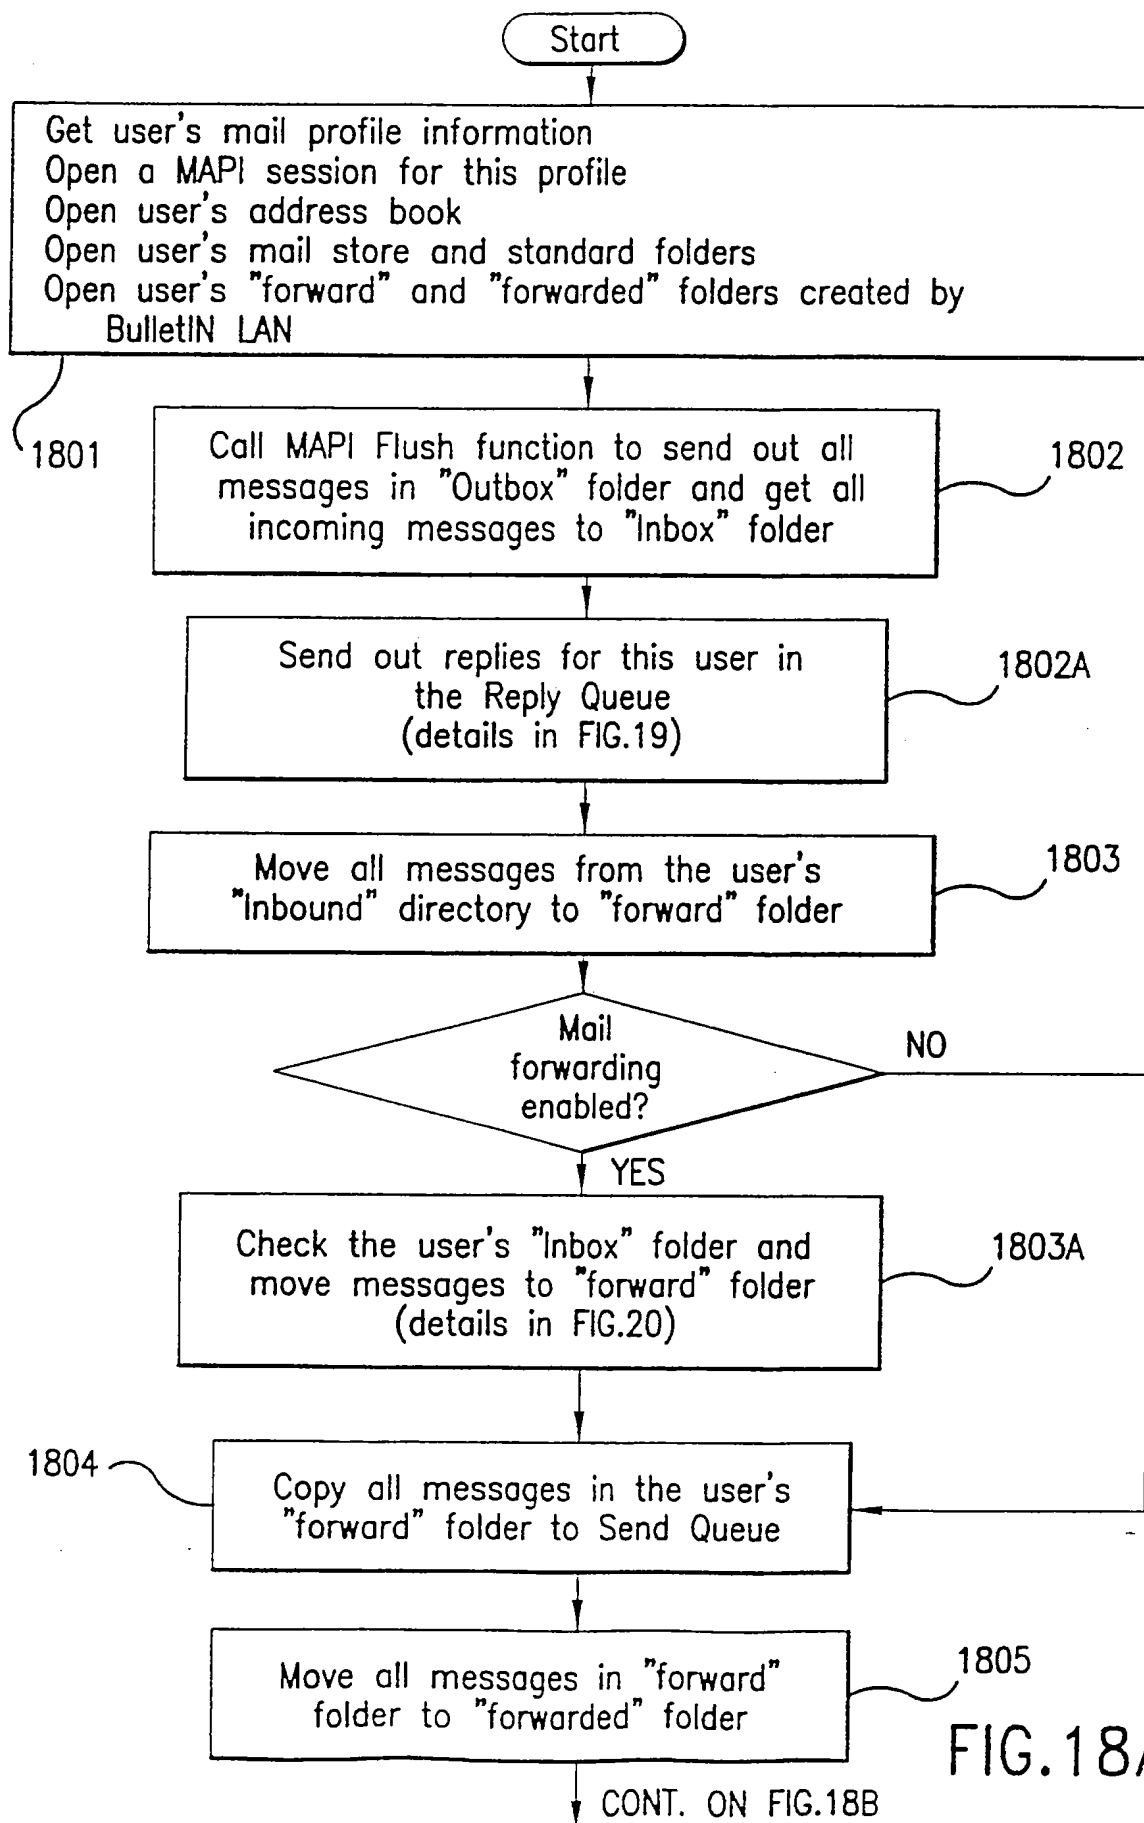 Start
Get user's mail profile information
Open a MAPI session for this profile
Open user's address book
Open user's mail store and standard folders
Open user's "forward" and "forwarded" folders created by
BulletIN LAN
1801
Call MAPI Flush function to send out all
messages in "Outbox" folder and get all
incoming messages to "Inbox" folder
1802
Send out replies for this user in
the Reply Queue
(details in FIG.19)
1802A
Move all messages from the user's
"Inbound" directory to "forward" folder
1803
Mail
forwarding
enabled?
NO
YES
Check the user's "Inbox" folder and
move messages to "forward" folder
(details in FIG.20)
1803A
1804
Copy all messages in the user's
"forward" folder to Send Queue
Move all messages in "forward"
folder to "forwarded" folder
1805
FIG.18A
CONT. ON FIG.18B